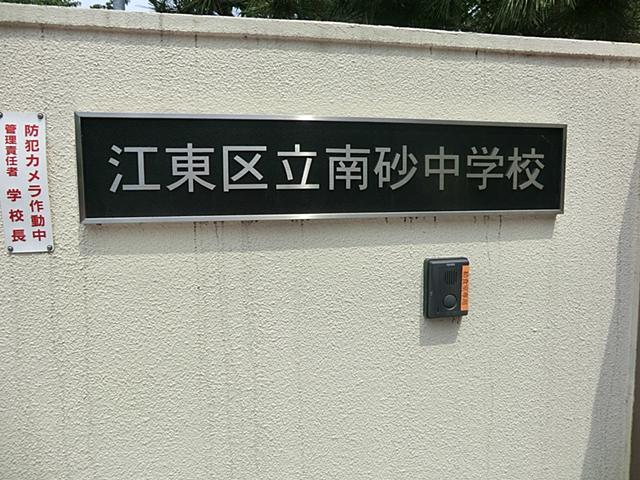 江東区立南砂中学校
防犯カメラ作動中
管理責任者 学校長